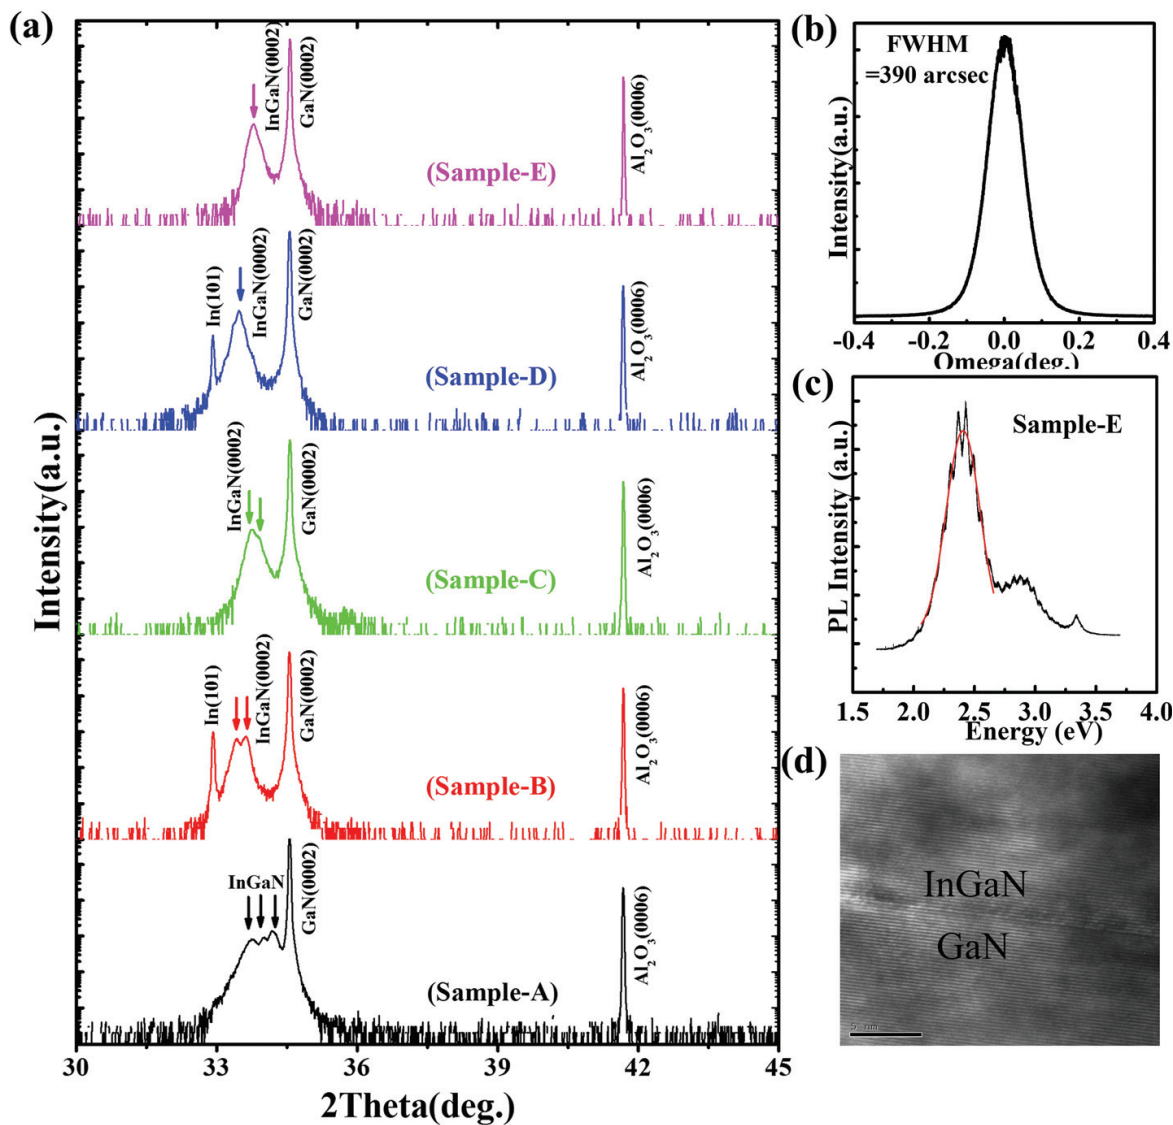 (a)
Intensity(a.u.)
InGaN(0002)
GaN(0002)
Al2O3(0006)
(Sample-E)
In(101)
InGaN(0002)
GaN(0002)
Al2O3(0006)
(Sample-D)
InGaN(0002)
GaN(0002)
Al2O3(0006)
(Sample-C)
In(101)
InGaN(0002)
GaN(0002)
Al2O3(0006)
(Sample-B)
InGaN
GaN(0002)
Al2O3(0006)
(Sample-A)
30 33 36 39 42 45
2Theta(deg.)
(b)
Intensity(a.u.)
FWHM
=390 arcsec
-0.4 -0.2 0.0 0.2 0.4
Omega(deg.)
(c)
PL Intensity (a.u.)
Sample-E
1.5 2.0 2.5 3.0 3.5 4.0
Energy (eV)
(d)
InGaN
GaN
5 nm